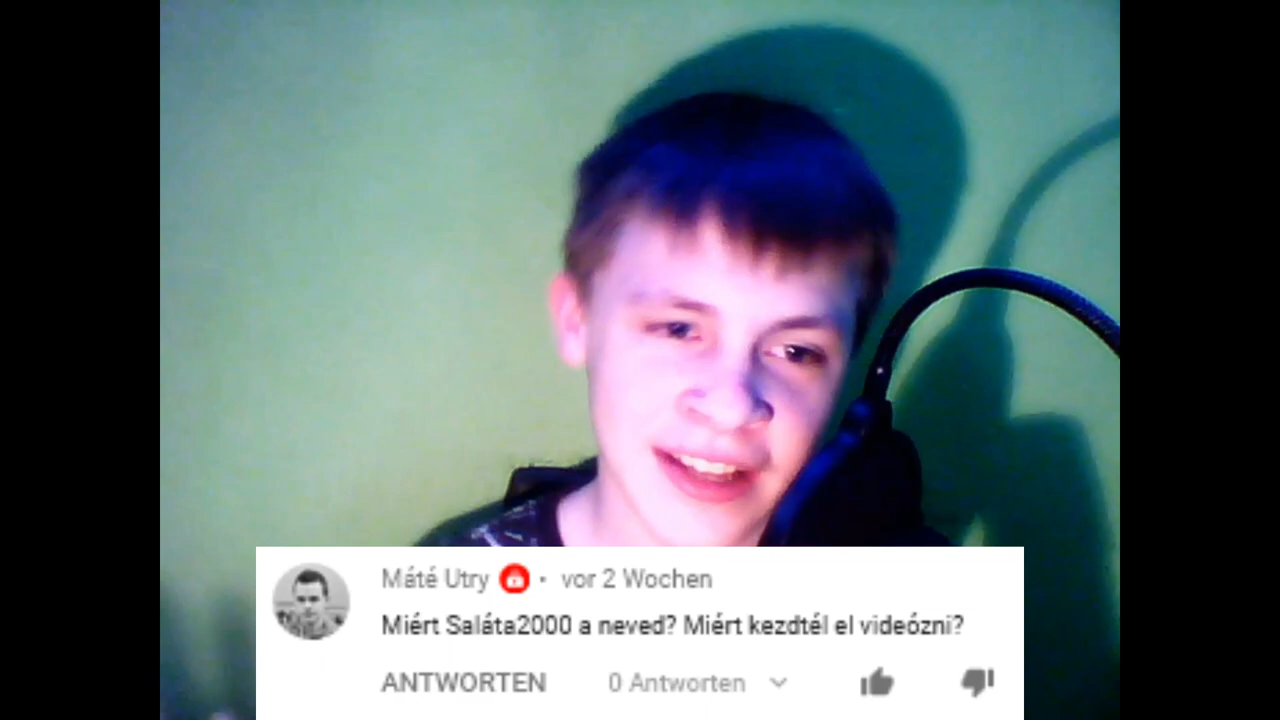 Máté Utry • vor 2 Wochen
Miért Saláta2000 a neved? Miért kezdtél el videózni?
ANTWORTEN 0 Antworten